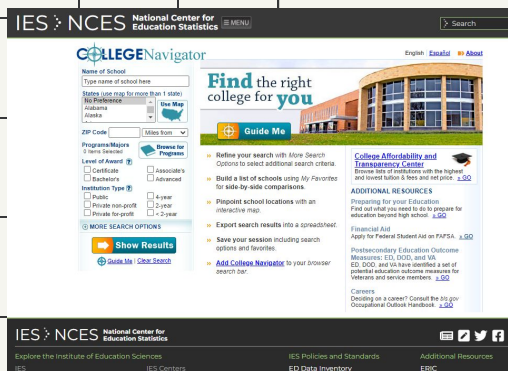 IES NCES National Center for Education Statistics
MENU
Search
COLLEGE Navigator
English | Español About
Name of School
Type name of school here
States (use map for more than 1 state)
No Preference
Alabama
Alaska
Use Map
ZIP Code
Miles from
Programs/Majors
0 Items Selected
Browse for Programs
Level of Award ?
Certificate
Associate's
Bachelor's
Advanced
Institution Type ?
Public
4-year
Private non-profit
2-year
Private for-profit
< 2-year
MORE SEARCH OPTIONS
Show Results
Guide Me | Clear Search
Find the right
college for you
Guide Me
» Refine your search with More Search
Options to select additional search criteria.
» Build a list of schools using My Favorites
for side-by-side comparisons.
» Pinpoint school locations with an
interactive map.
» Export search results into a spreadsheet.
» Save your session including search
options and favorites.
» Add College Navigator to your browser
search bar.
College Affordability and
Transparency Center
Browse lists of institutions with the highest
and lowest tuition & fees and net price. » GO
ADDITIONAL RESOURCES
Preparing for your Education
Find out what you need to do to prepare for
education beyond high school. » GO
Financial Aid
Apply for Federal Student Aid on FAFSA. » GO
Postsecondary Education Outcome
Measures: ED, DOD, and VA
ED, DOD, and VA have identified a set of
potential education outcome measures for
Veterans and service members. » GO
Careers
Deciding on a career? Consult the bls.gov
Occupational Outlook Handbook. » GO
IES NCES National Center for
Education Statistics
Explore the Institute of Education Sciences
IES Policies and Standards
Additional Resources
IES
IES Centers
ED Data Inventory
ERIC